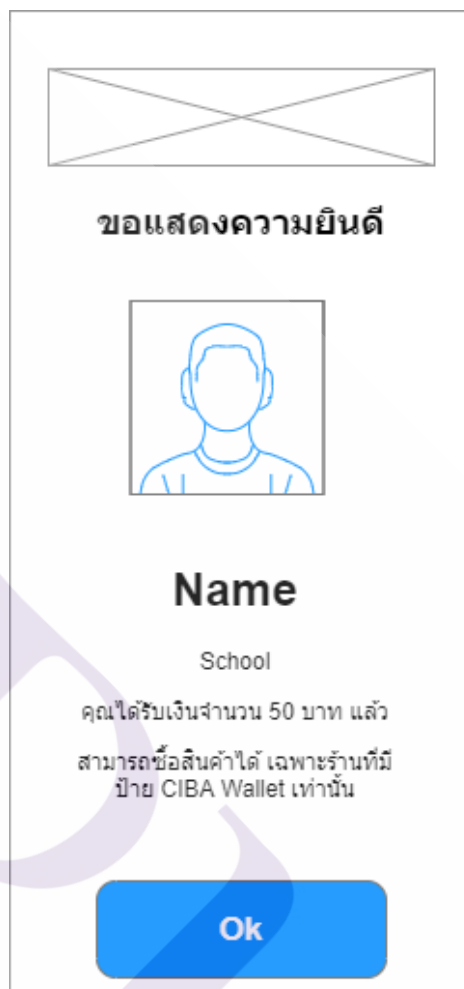 ขอแสดงความยินดี
Name
School
คุณได้รับเงินจำนวน 50 บาท แล้ว
สามารถซื้อสินค้าได้ เฉพาะร้านที่มี
ป้าย CIBA Wallet เท่านั้น
Ok